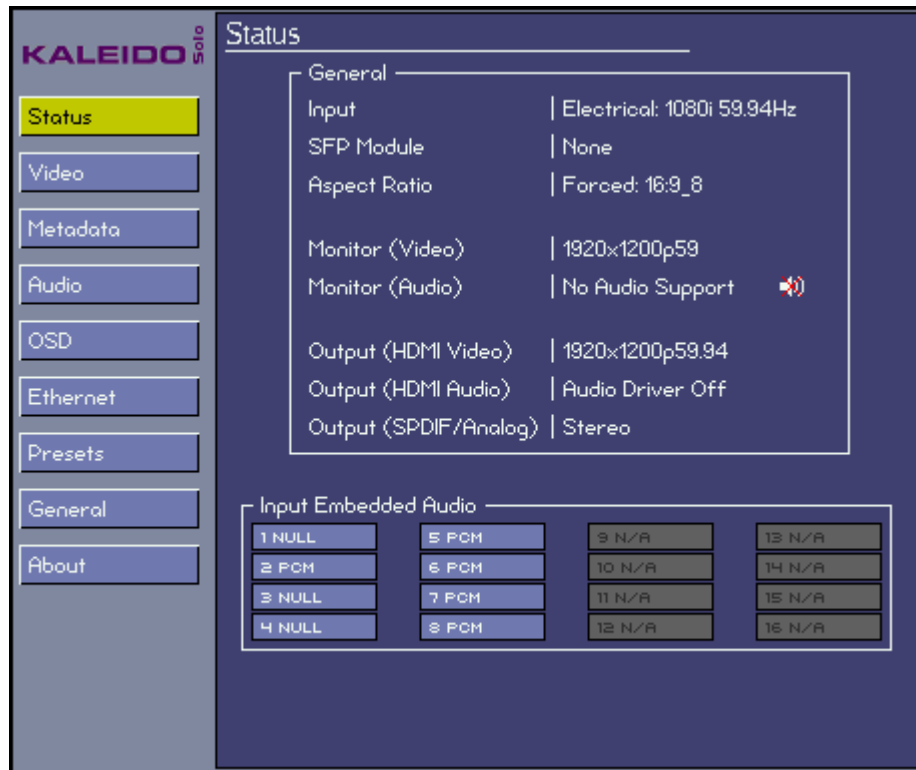 KALEIDO Solo
Status
Video
Metadata
Audio
OSD
Ethernet
Presets
General
About
Status
General
Input | Electrical: 1080i 59.94Hz
SFP Module | None
Aspect Ratio | Forced: 16:9_8
Monitor (Video) | 1920x1200p59
Monitor (Audio) | No Audio Support
Output (HDMI Video) | 1920x1200p59.94
Output (HDMI Audio) | Audio Driver Off
Output (SPDIF/Analog) | Stereo
Input Embedded Audio
1 NULL 5 PCM 9 N/A 13 N/A
2 PCM 6 PCM 10 N/A 14 N/A
3 NULL 7 PCM 11 N/A 15 N/A
4 NULL 8 PCM 12 N/A 16 N/A